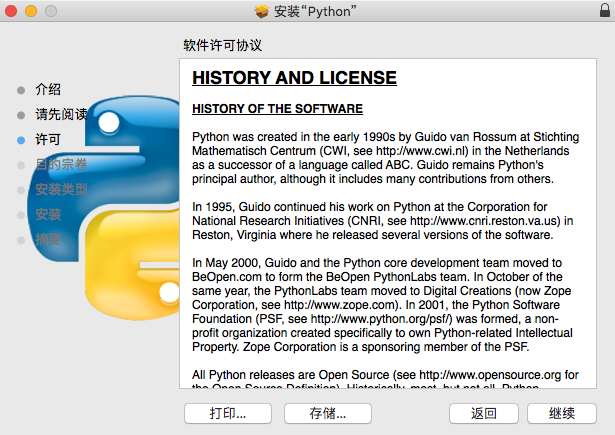 安装“Python”
软件许可协议
介绍
请先阅读
许可
目的宗卷
安装类型
安装
摘要
HISTORY AND LICENSE
HISTORY OF THE SOFTWARE
Python was created in the early 1990s by Guido van Rossum at Stichting
Mathematisch Centrum (CWI, see http://www.cwi.nl) in the Netherlands
as a successor of a language called ABC. Guido remains Python's
principal author, although it includes many contributions from others.
In 1995, Guido continued his work on Python at the Corporation for
National Research Initiatives (CNRI, see http://www.cnri.reston.va.us) in
Reston, Virginia where he released several versions of the software.
In May 2000, Guido and the Python core development team moved to
BeOpen.com to form the BeOpen PythonLabs team. In October of the
same year, the PythonLabs team moved to Digital Creations (now Zope
Corporation, see http://www.zope.com). In 2001, the Python Software
Foundation (PSF, see http://www.python.org/psf/) was formed, a non-
profit organization created specifically to own Python-related Intellectual
Property. Zope Corporation is a sponsoring member of the PSF.
All Python releases are Open Source (see http://www.opensource.org for
the Open Source Definition). Historically, most, but not all, Python
打印...
存储...
返回
继续